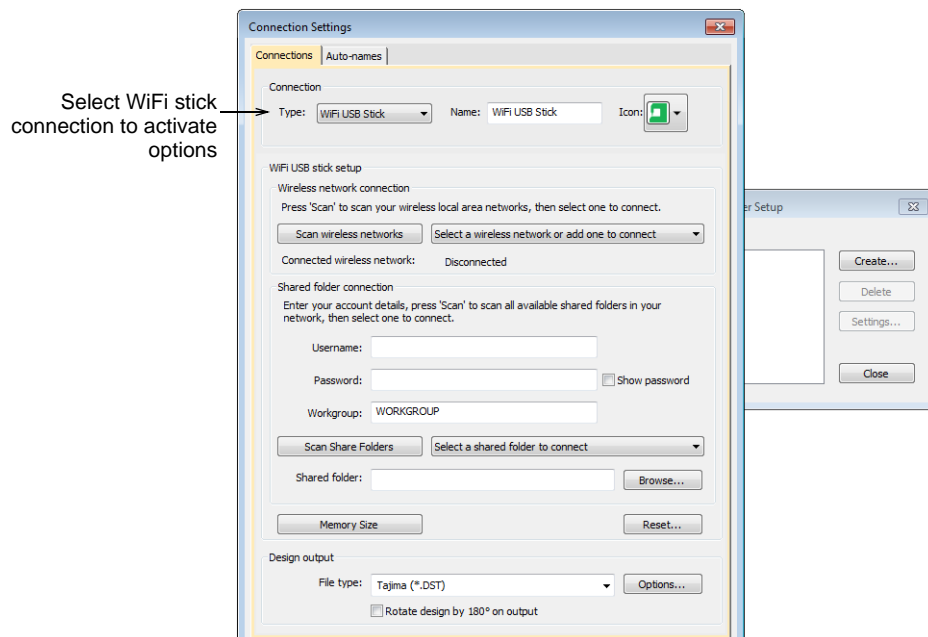 Connection Settings
Connections Auto-names
Select WiFi stick
connection to activate
options
Connection
Type: WiFi USB Stick Name: WiFi USB Stick Icon:
WiFi USB stick setup
Wireless network connection
Press 'Scan' to scan your wireless local area networks, then select one to connect.
Scan wireless networks Select a wireless network or add one to connect
Connected wireless network: Disconnected
Shared folder connection
Enter your account details, press 'Scan' to scan all available shared folders in your
network, then select one to connect.
Username:
Password: Show password
Workgroup: WORKGROUP
Scan Share Folders Select a shared folder to connect
Shared folder: Browse...
Memory Size Reset...
Design output
File type: Tajima (*.DST) Options...
Rotate design by 180° on output
er Setup
Create...
Delete
Settings...
Close